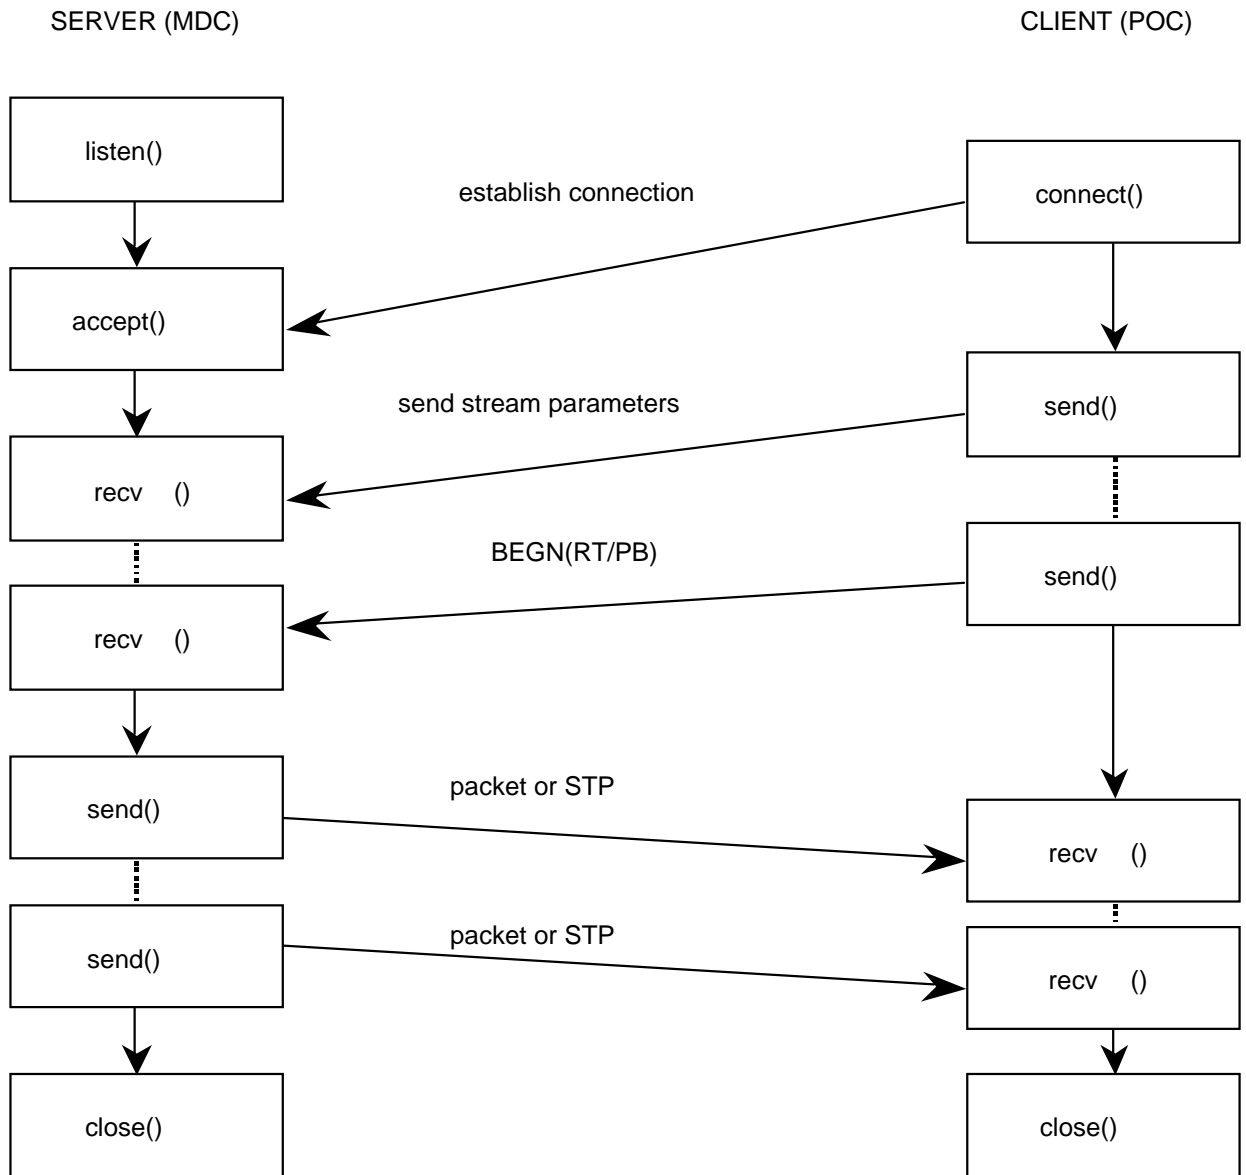 SERVER (MDC)
CLIENT (POC)
listen()
connect()
establish connection
accept()
send stream parameters
send()
recv ()
BEGN(RT/PB)
send()
recv ()
packet or STP
send()
recv ()
packet or STP
send()
recv ()
close()
close()